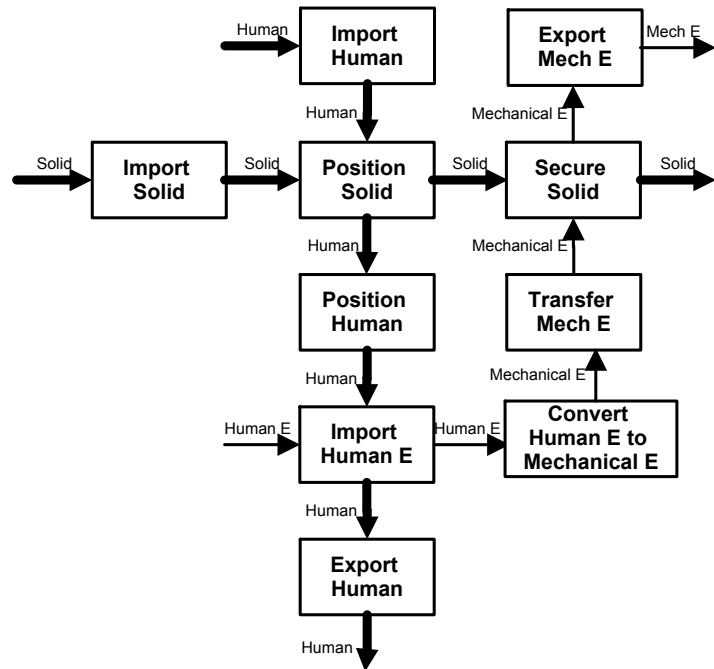 Human
Import
Human
Export
Mech E
Mech E
Human
Mechanical E
Solid
Import
Solid
Solid
Position
Solid
Solid
Secure
Solid
Solid
Human
Mechanical E
Position
Human
Transfer
Mech E
Human
Mechanical E
Human E
Import
Human E
Human E
Convert
Human E to
Mechanical E
Human
Export
Human
Human